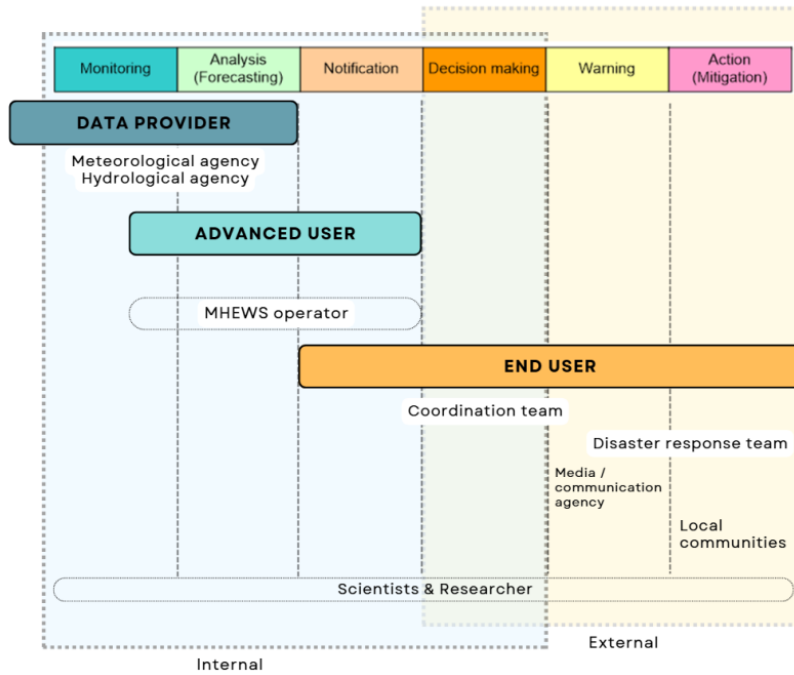 Monitoring
Analysis
(Forecasting)
Notification
Decision making
Warning
Action
(Mitigation)
DATA PROVIDER
Meteorological agency
Hydrological agency
ADVANCED USER
MHEWS operator
END USER
Coordination team
Disaster response team
Media /
communication
agency
Local
communities
Scientists & Researcher
External
Internal